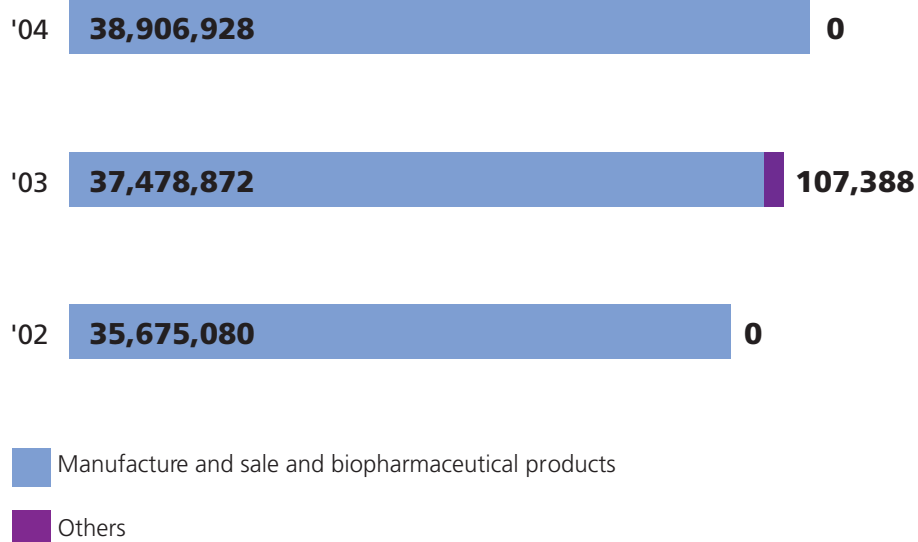 '04 38,906,928 0
'03 37,478,872 107,388
'02 35,675,080 0
Manufacture and sale and biopharmaceutical products
Others